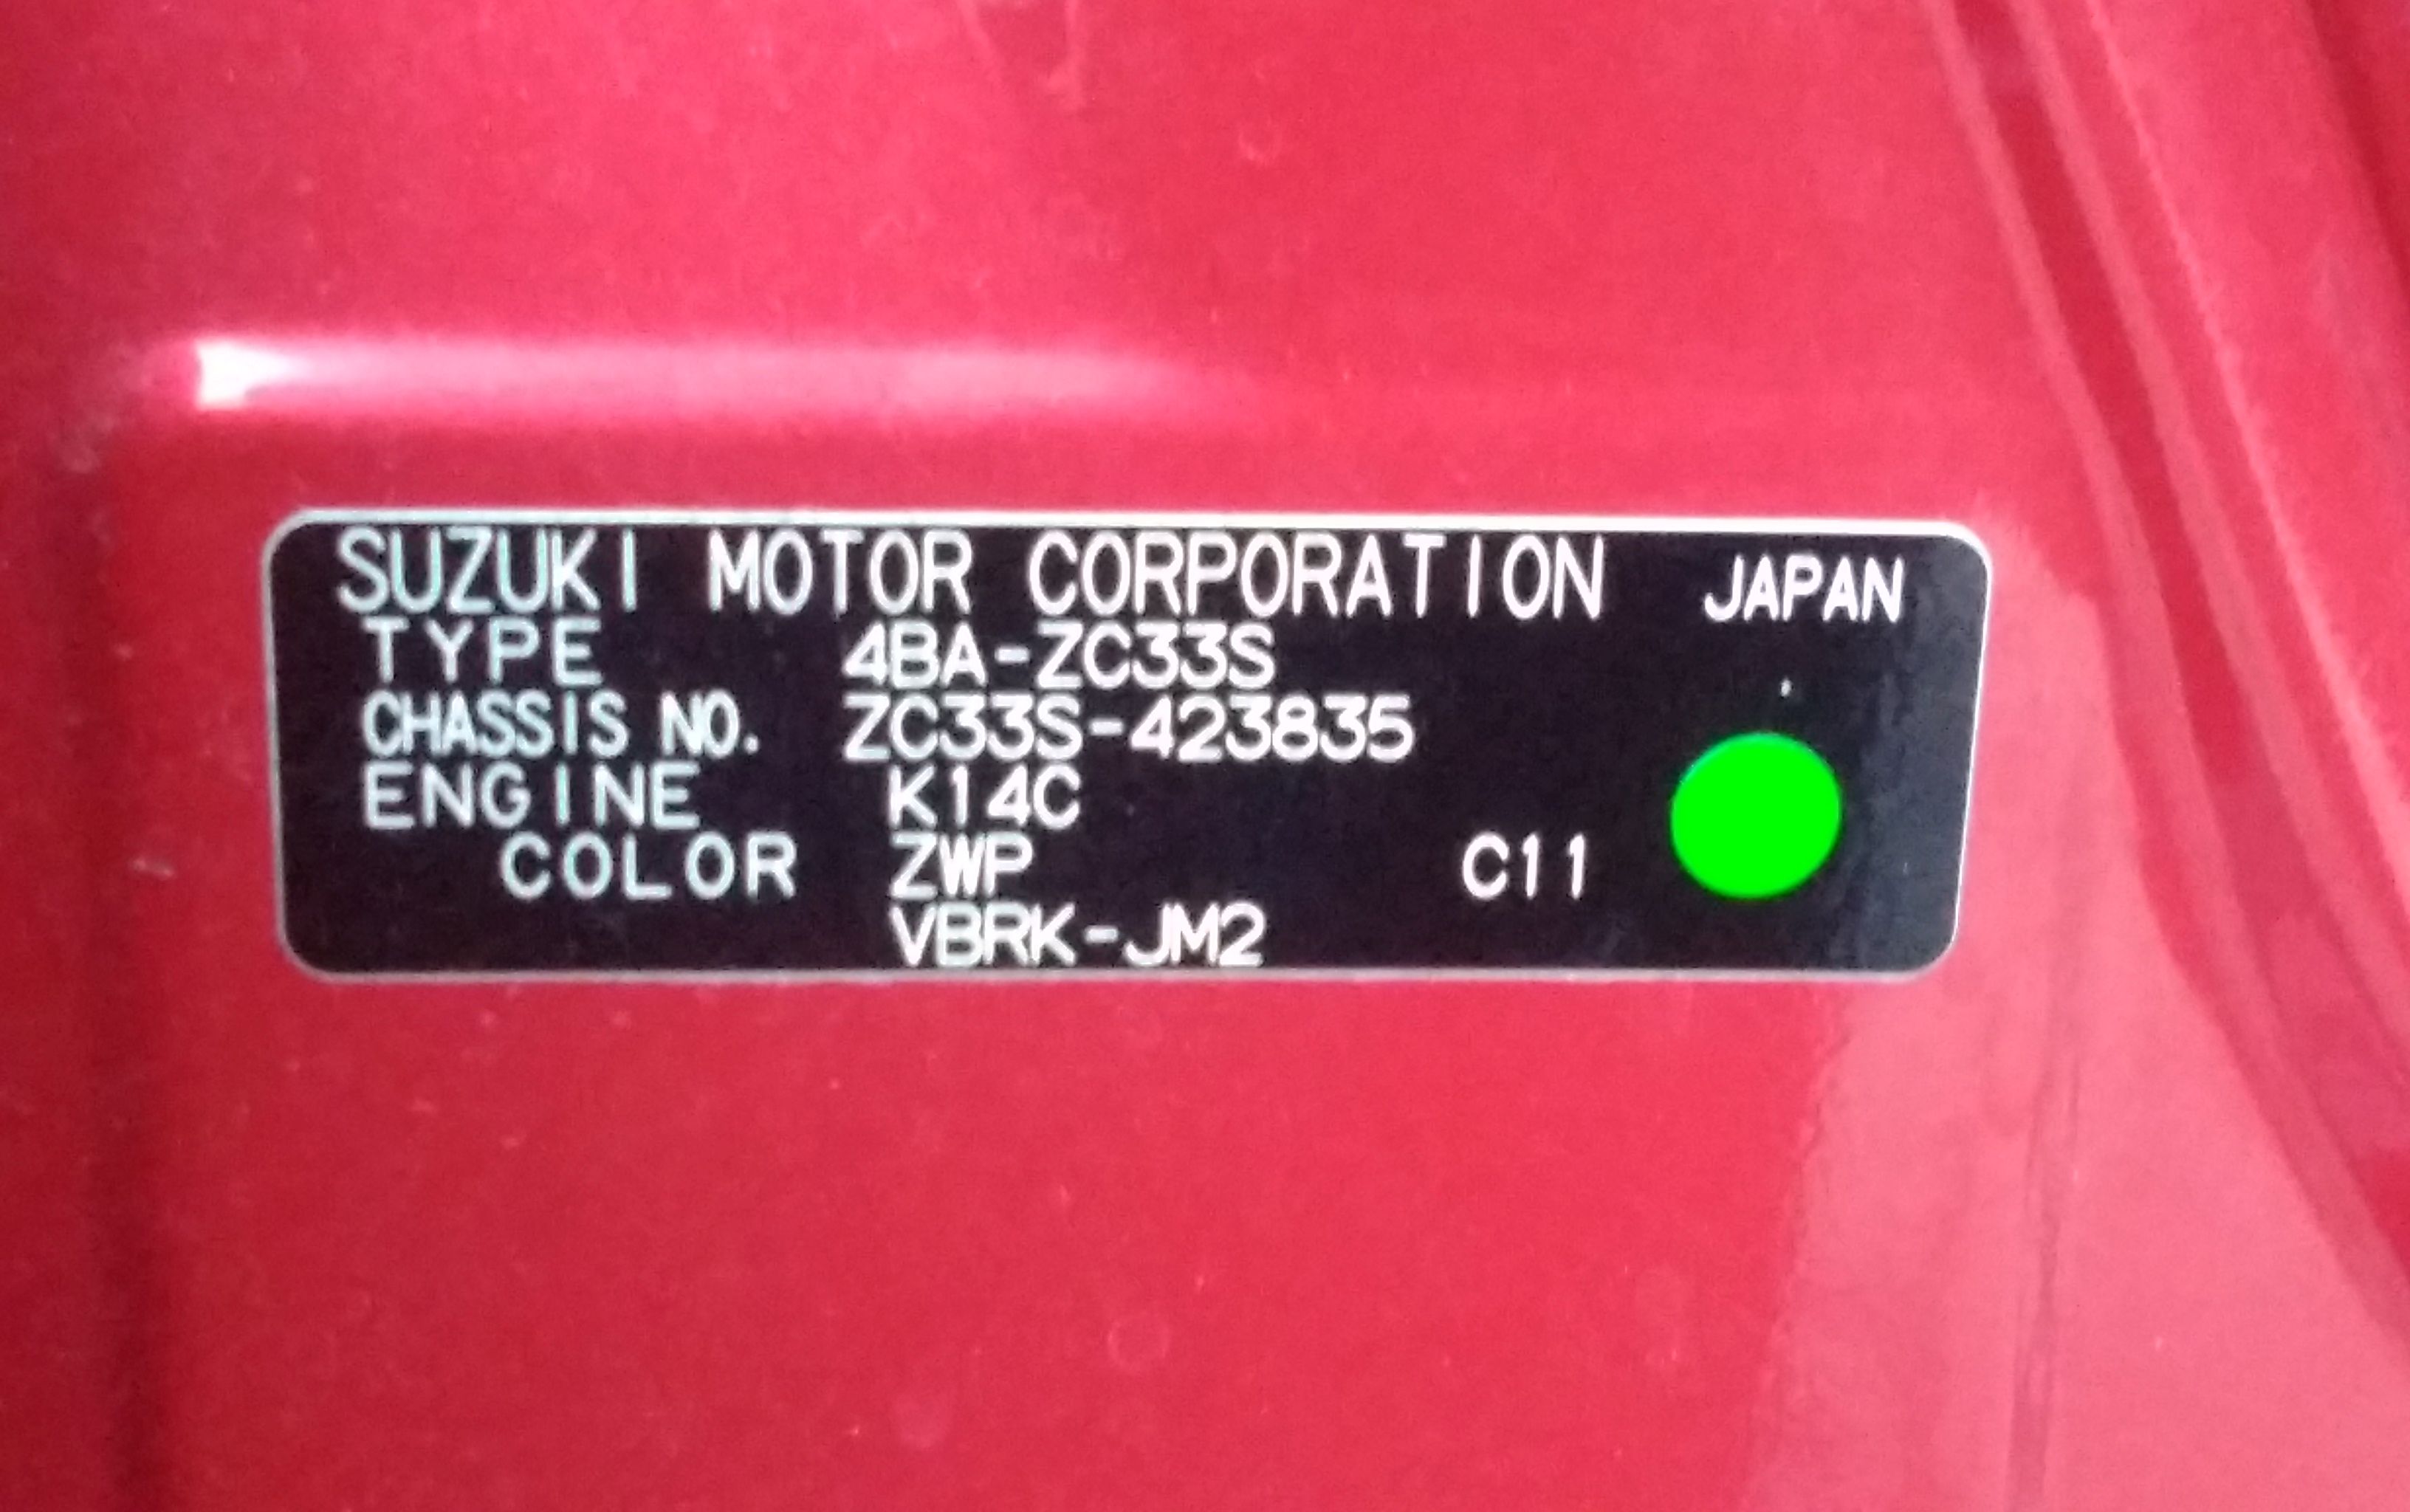 SUZUKI MOTOR CORPORATION JAPAN
TYPE 4BA-ZC33S
CHASSIS NO. ZC33S-423835
ENGINE K14C
COLOR ZWP C11
VBRK-JM2